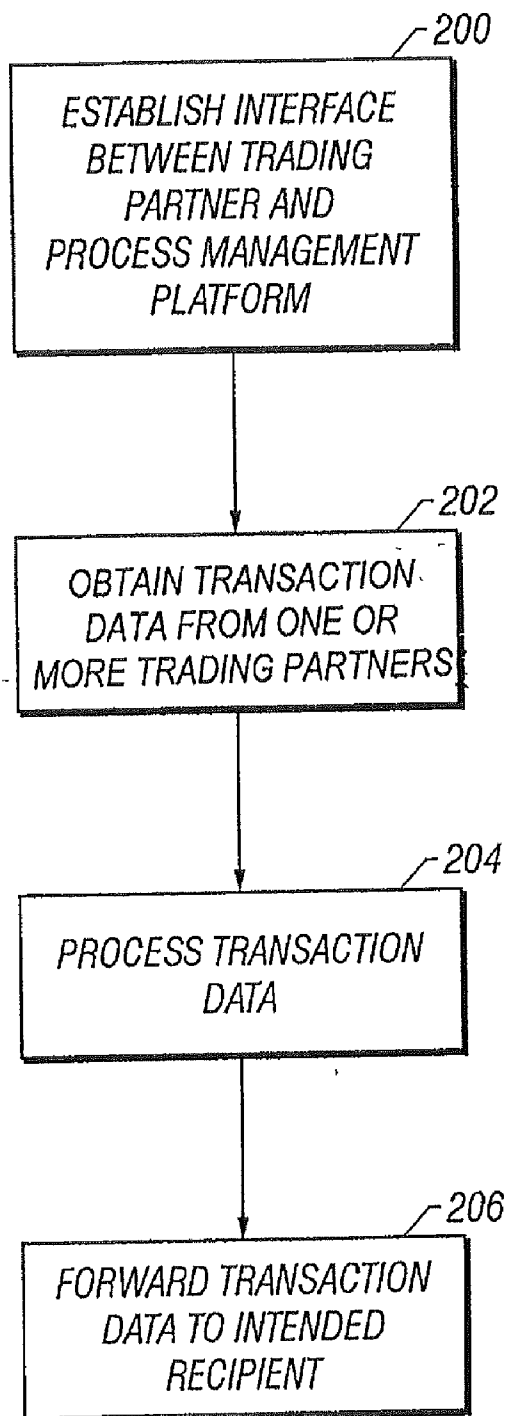 200
ESTABLISH INTERFACE
BETWEEN TRADING
PARTNER AND
PROCESS MANAGEMENT
PLATFORM
202
OBTAIN TRANSACTION
DATA FROM ONE OR
MORE TRADING PARTNERS
204
PROCESS TRANSACTION
DATA
206
FORWARD TRANSACTION
DATA TO INTENDED
RECIPIENT